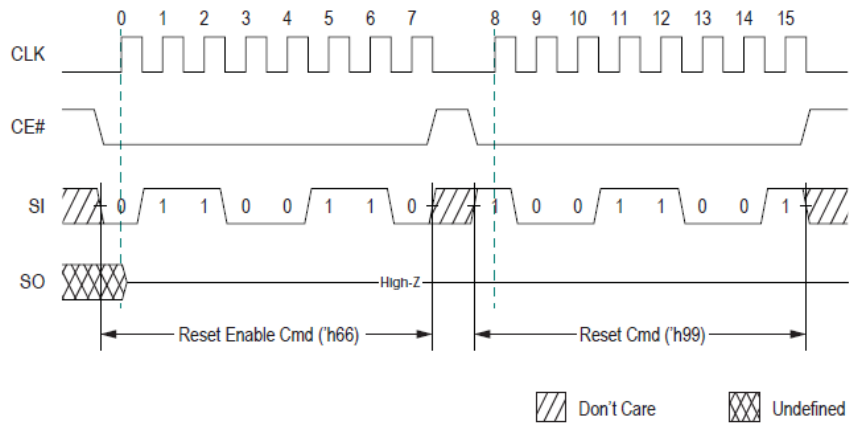 0 1 2 3 4 5 6 7 8 9 10 11 12 13 14 15
CLK
CE#
SI 0 1 1 0 0 1 1 0 1 0 0 1 1 0 0 1
SO High-Z
Reset Enable Cmd ('h66) Reset Cmd ('h99)
Don't Care Undefined